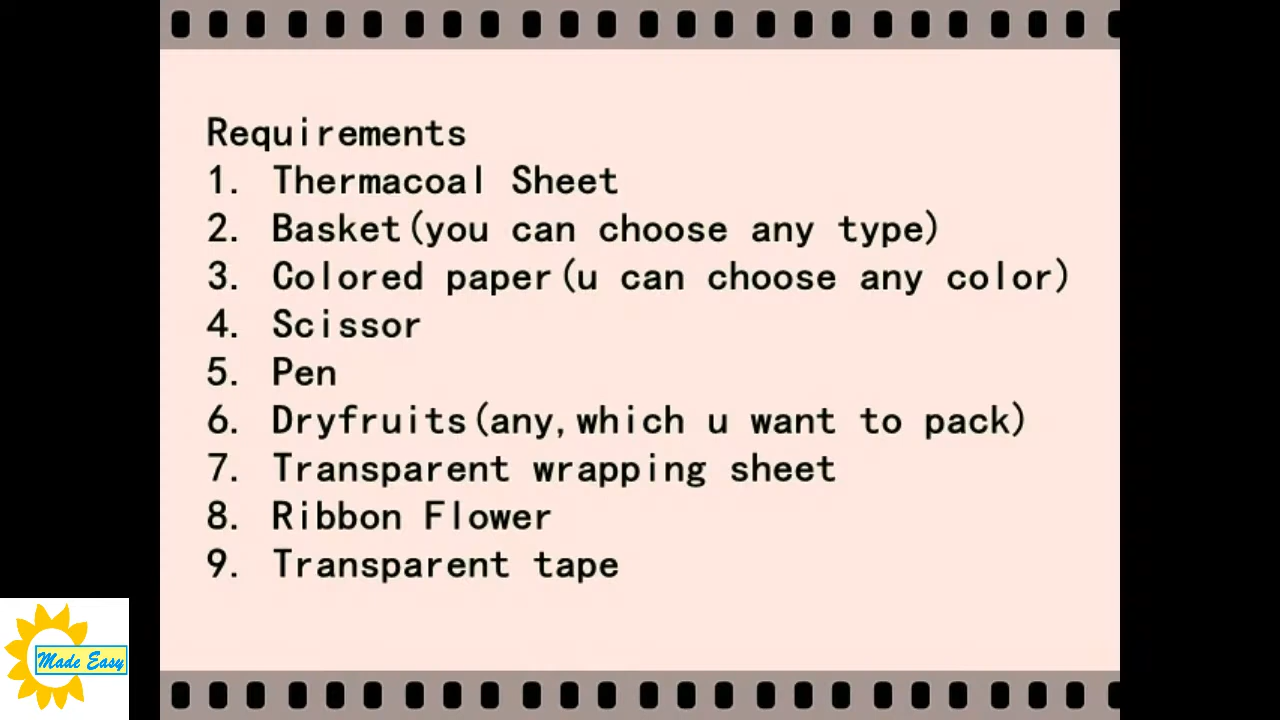 Requirements
1. Thermacoal Sheet
2. Basket(you can choose any type)
3. Colored paper(u can choose any color)
4. Scissor
5. Pen
6. Dryfruits(any,which u want to pack)
7. Transparent wrapping sheet
8. Ribbon Flower
9. Transparent tape
Made Easy